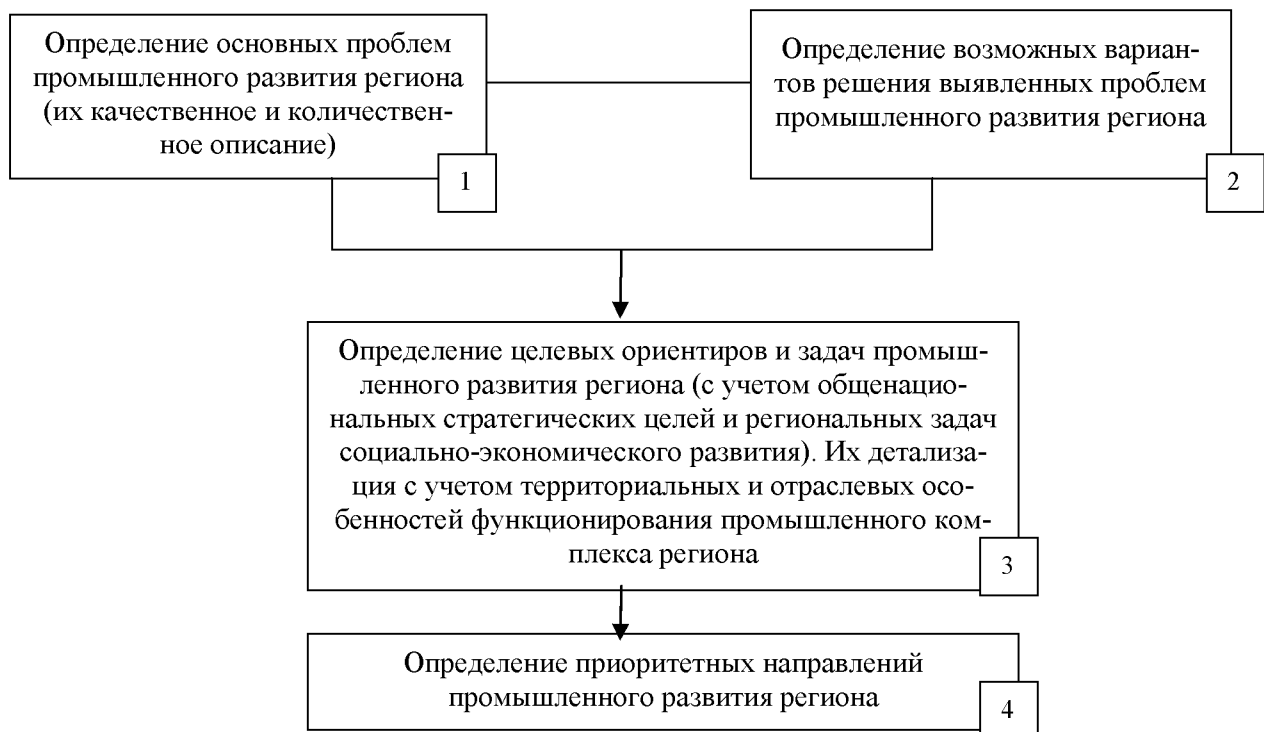 Определение основных проблем
промышленного развития региона
(их качественное и количествен-
ное описание)
1
Определение возможных вариан-
тов решения выявленных проблем
промышленного развития региона
2
Определение целевых ориентиров и задач промыш-
ленного развития региона (с учетом общенацио-
нальных стратегических целей и региональных задач
социально-экономического развития). Их детализа-
ция с учетом территориальных и отраслевых осо-
бенностей функционирования промышленного ком-
плекса региона
3
Определение приоритетных направлений
промышленного развития региона
4